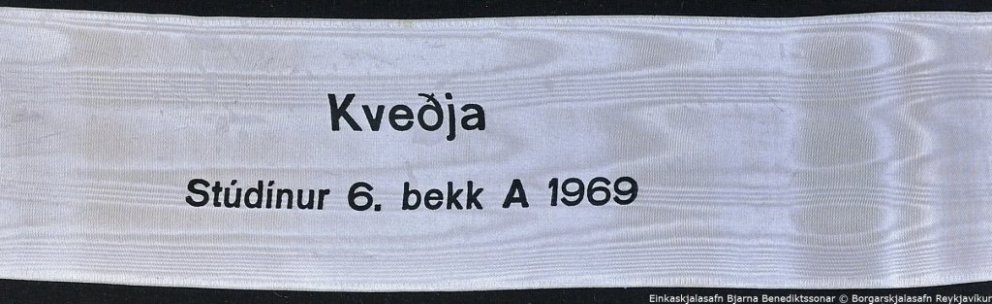 Kveðja
Stúdínur 6. bekk A 1969
Einkaskjalasafn Bjarna Benediktssonar © Borgarskjalasafn Reykjavíkur